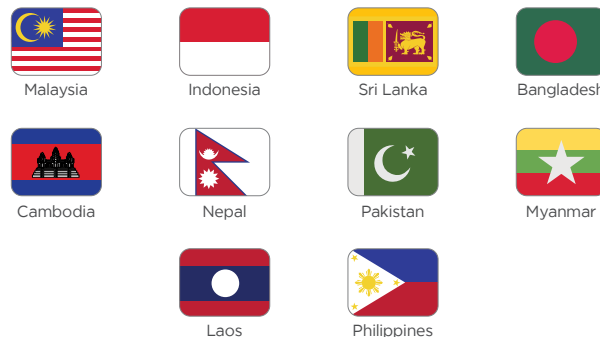 Malaysia
Indonesia
Sri Lanka
Bangladesh
Cambodia
Nepal
Pakistan
Myanmar
Laos
Philippines